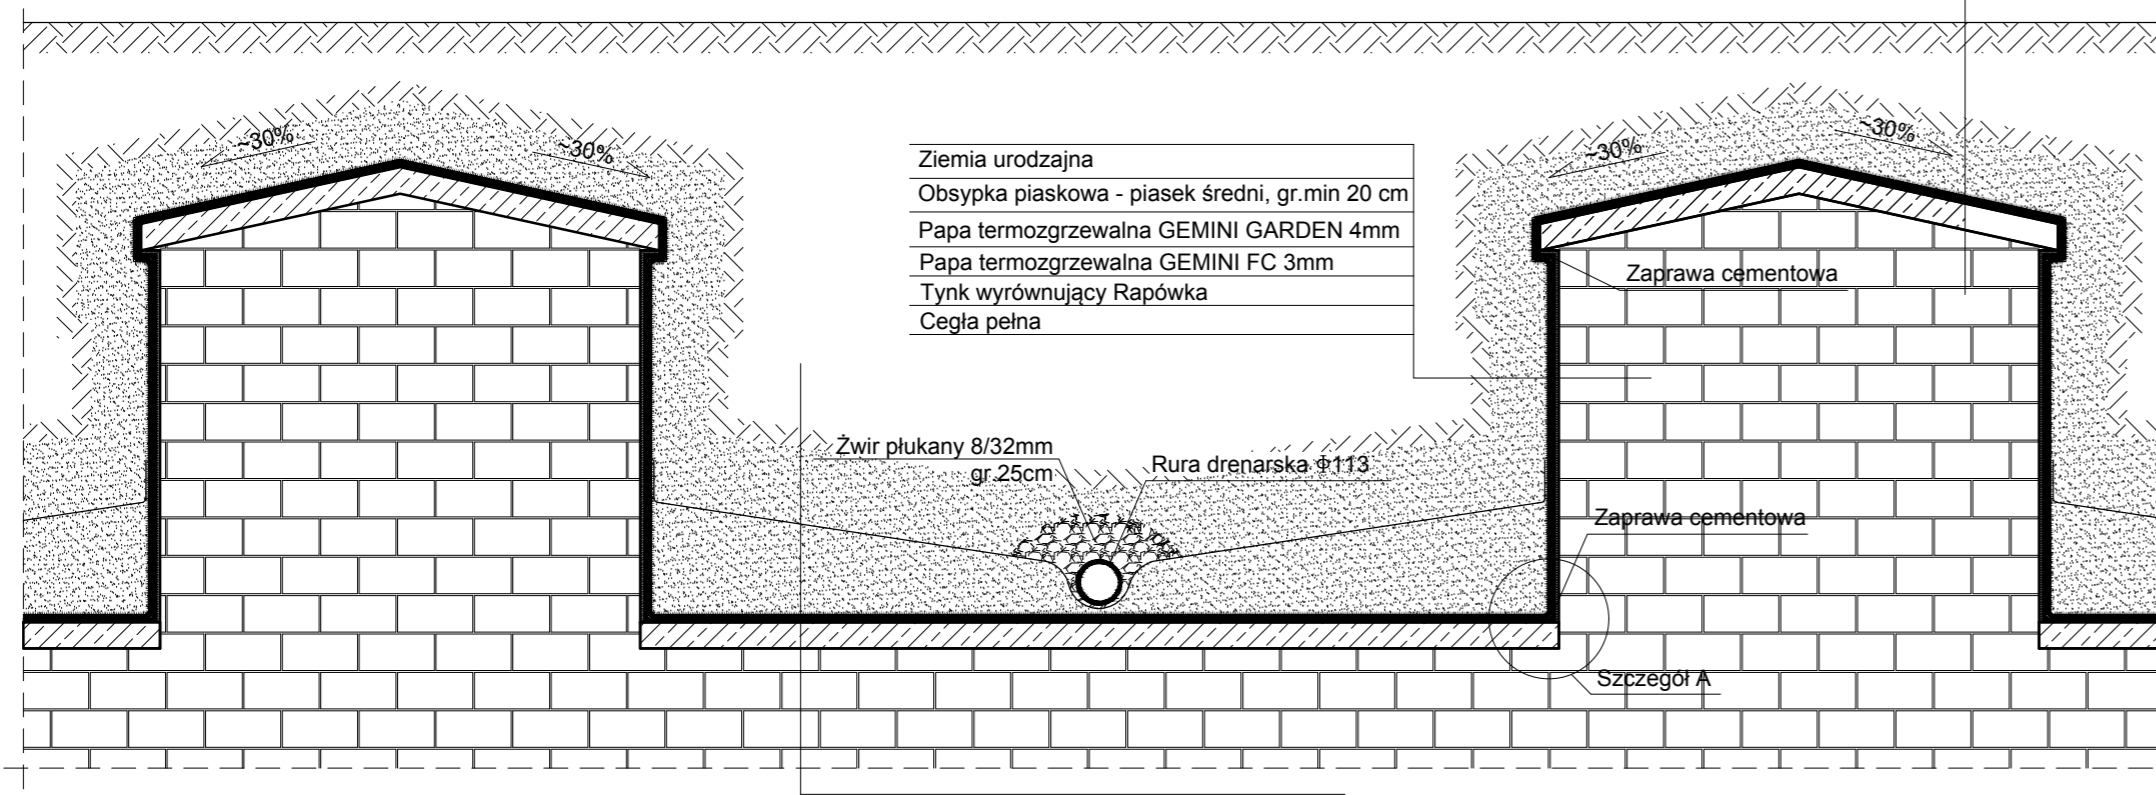 ~30%
~30%
~30%
~30%
Ziemia urodzajna
Obsypka piaskowa - piasek średni, gr.min 20 cm
Papa termozgrzewalna GEMINI GARDEN 4mm
Papa termozgrzewalna GEMINI FC 3mm
Tynk wyrównujący Rapówka
Cegła pełna
Zaprawa cementowa
Żwir płukany 8/32mm
gr.25cm
Rura drenarska Φ113
Zaprawa cementowa
Szczegół A